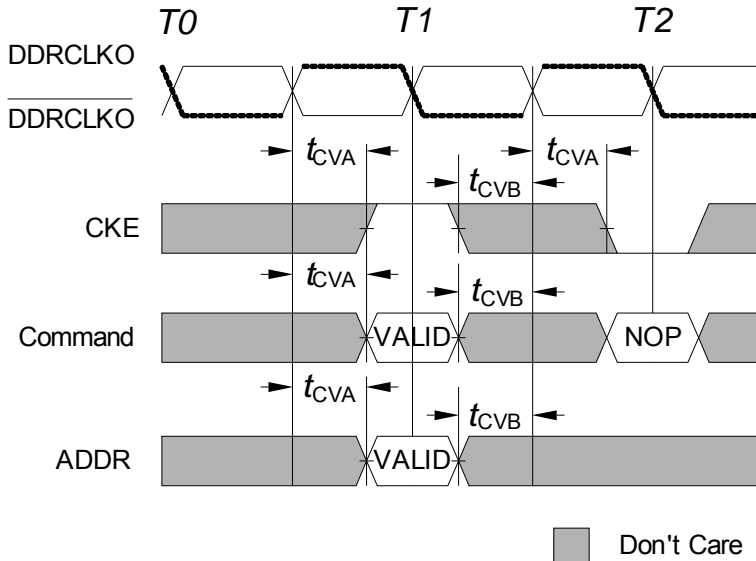 T0 T1 T2
DDRCLKO
DDRCLKO
tCVA tCVA
tCVB
CKE
tCVA
tCVB
Command VALID NOP
tCVA
tCVB
ADDR VALID
Don't Care